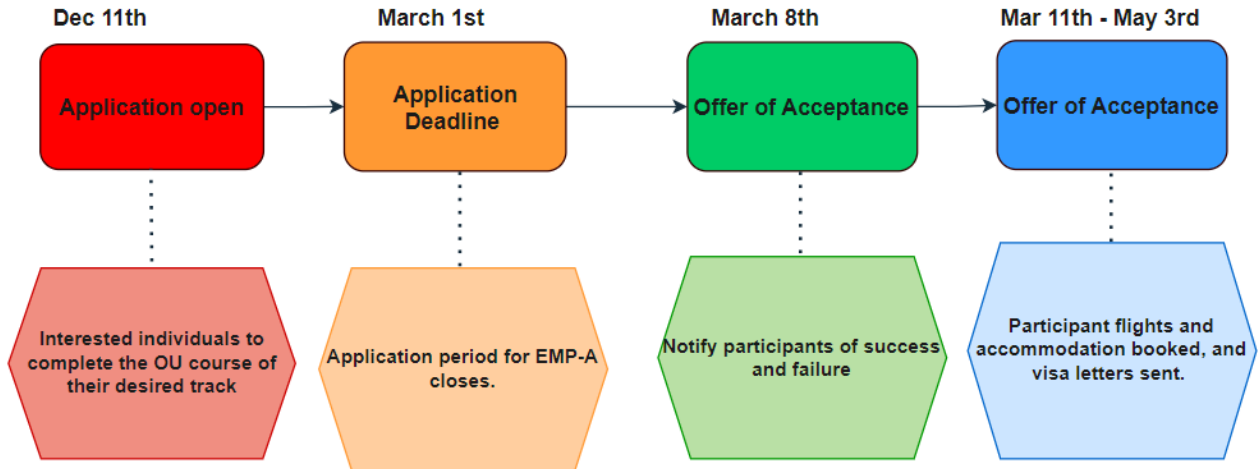 Dec 11th
March 1st
March 8th
Mar 11th - May 3rd
Application open
Application
Deadline
Offer of Acceptance
Offer of Acceptance
Interested individuals to
complete the OU course of
their desired track
Application period for EMP-A
closes.
Notify participants of success
and failure
Participant flights and
accommodation booked, and
visa letters sent.